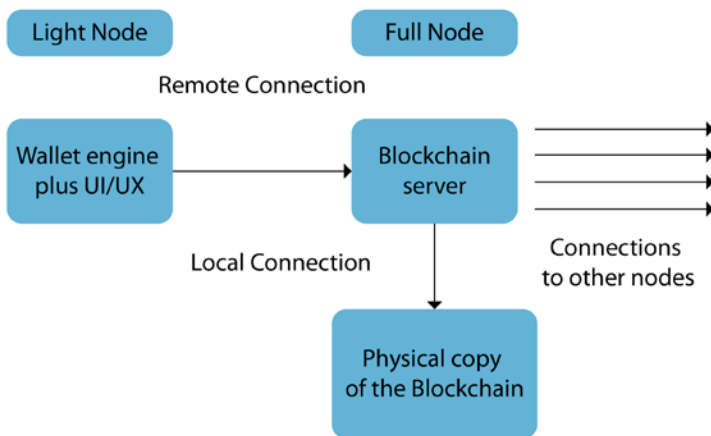 Light Node
Full Node
Remote Connection
Wallet engine
plus UI/UX
Blockchain
server
Local Connection
Connections
to other nodes
Physical copy
of the Blockchain